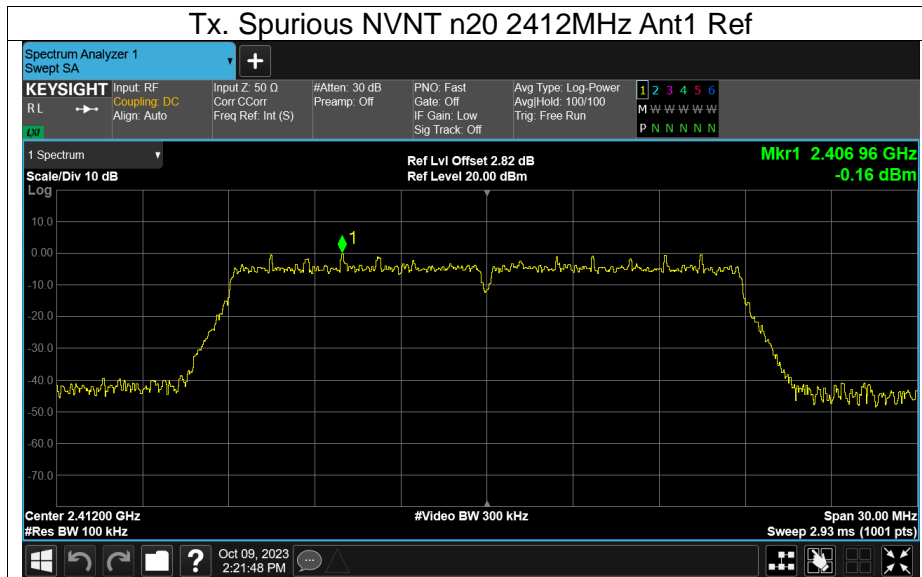 Tx. Spurious NVNT n20 2412MHz Ant1 Ref
Spectrum Analyzer 1
Swept SA
KEYSIGHT
R L
LXI
Input: RF
Coupling: DC
Align: Auto
Input Z: 50 Ω
Corr CCorr
Freq Ref: Int (S)
#Atten: 30 dB
Preamp: Off
PNO: Fast
Gate: Off
IF Gain: Low
Sig Track: Off
Avg Type: Log-Power
Avg|Hold: 100/100
Trig: Free Run
1 2 3 4 5 6
M W W W W W
P N N N N N
1 Spectrum
Scale/Div 10 dB
Ref Lvl Offset 2.82 dB
Ref Level 20.00 dBm
Mkr1 2.406 96 GHz
-0.16 dBm
Log
10.0
0.00
-10.0
-20.0
-30.0
-40.0
-50.0
-60.0
-70.0
1
Center 2.41200 GHz
#Res BW 100 kHz
#Video BW 300 kHz
Span 30.00 MHz
Sweep 2.93 ms (1001 pts)
?
Oct 09, 2023
2:21:48 PM